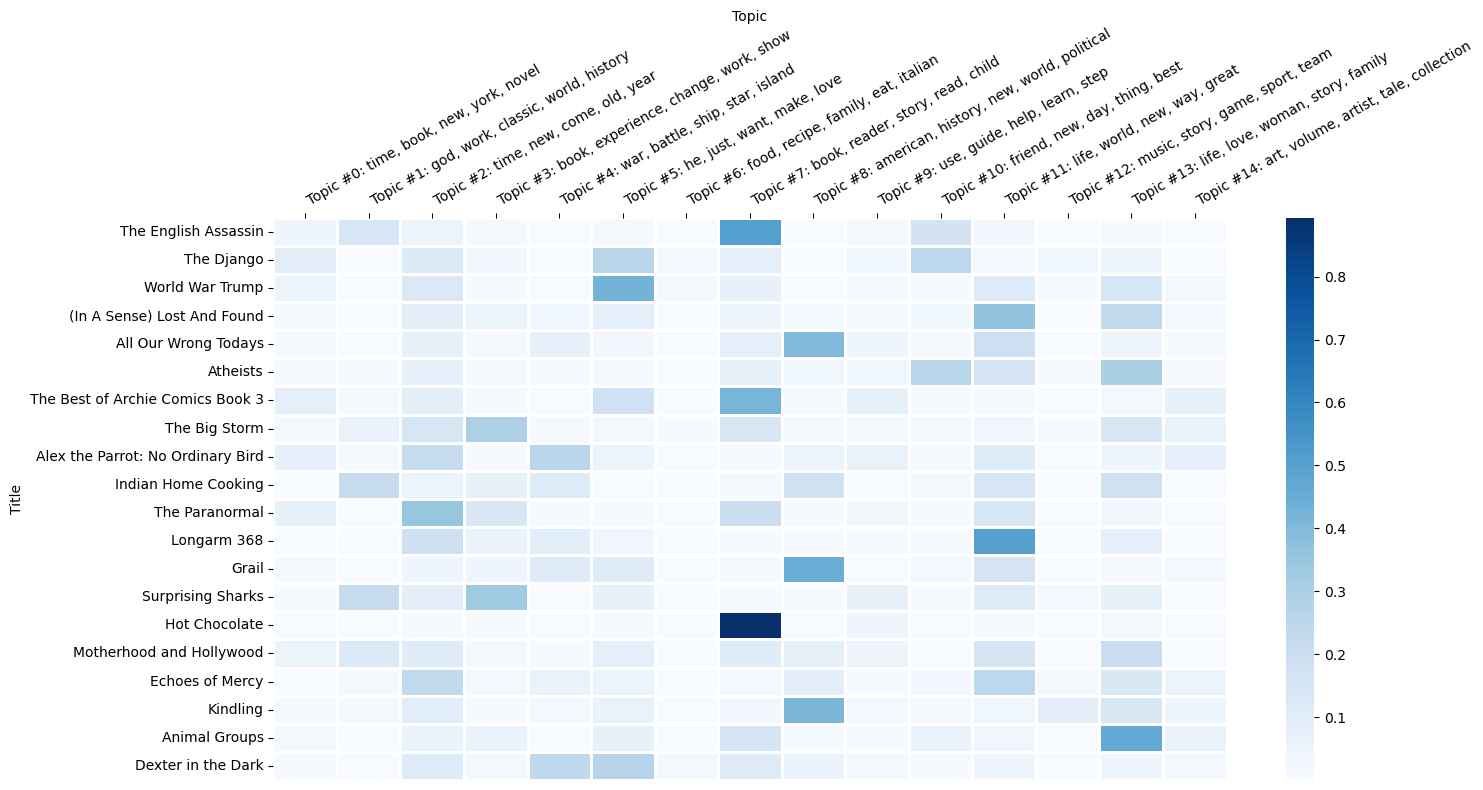 Topic
Topic #0: time, book, new, york, novel
Topic #1: god, work, classic, world, history
Topic #2: time, new, come, old, year
Topic #3: book, experience, change, work, show
Topic #4: war, battle, ship, star, island
Topic #5: he, just, want, make, love
Topic #6: food, recipe, family, eat, italian
Topic #7: book, reader, story, read, child
Topic #8: american, history, new, world, political
Topic #9: use, guide, help, learn, step
Topic #10: friend, new, day, thing, best
Topic #11: life, world, new, way, great
Topic #12: music, story, game, sport, team
Topic #13: life, love, woman, story, family
Topic #14: art, volume, artist, tale, collection
Title
The English Assassin
The Django
World War Trump
(In A Sense) Lost And Found
All Our Wrong Todays
Atheists
The Best of Archie Comics Book 3
The Big Storm
Alex the Parrot: No Ordinary Bird
Indian Home Cooking
The Paranormal
Longarm 368
Grail
Surprising Sharks
Hot Chocolate
Motherhood and Hollywood
Echoes of Mercy
Kindling
Animal Groups
Dexter in the Dark
0.8
0.7
0.6
0.5
0.4
0.3
0.2
0.1